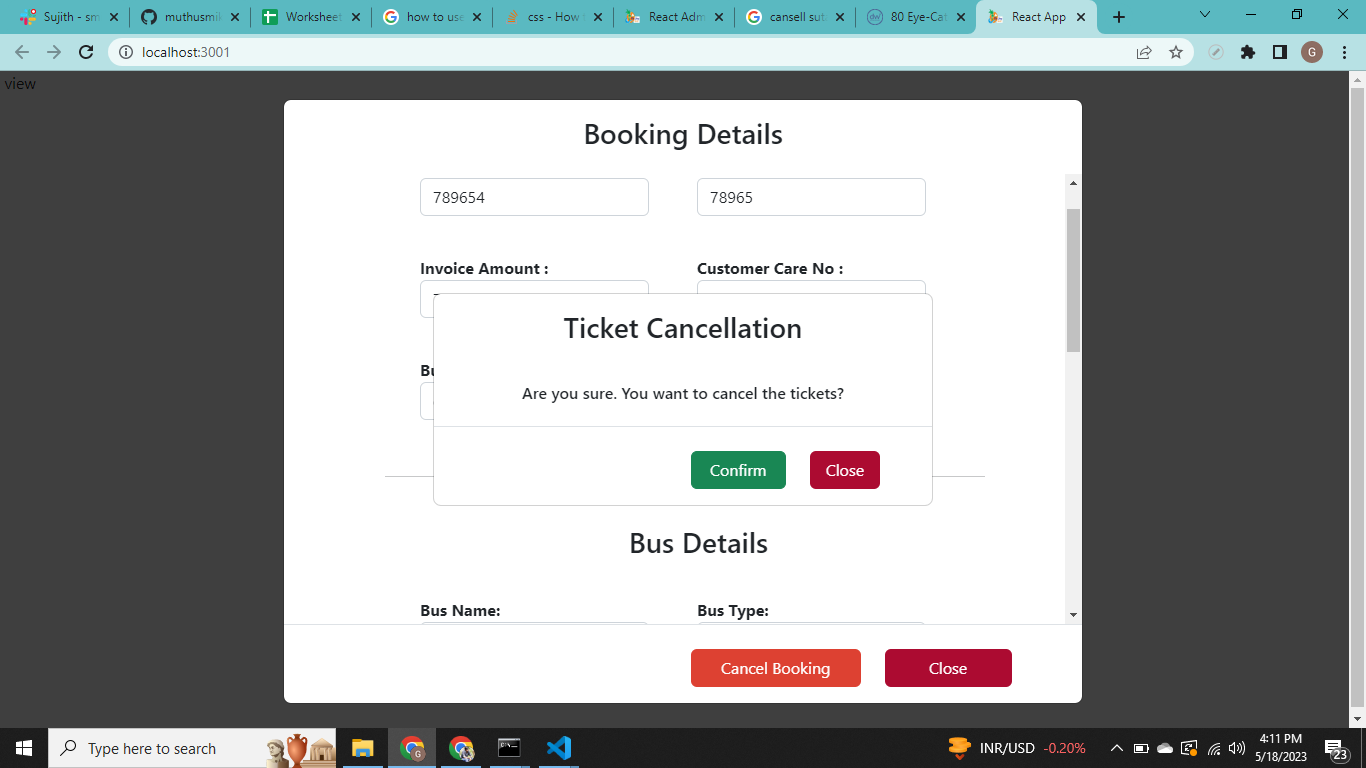 Sujith - sm
muthusmil
Worksheet
how to use
css - How
React Adm
cansell sut
80 Eye-Cat
React App
localhost:3001
G
view
Booking Details
789654
78965
Invoice Amount :
Customer Care No :
Bu
Ticket Cancellation
Are you sure. You want to cancel the tickets?
Confirm
Close
Bus Details
Bus Name:
Bus Type:
Cancel Booking
Close
Type here to search
INR/USD -0.20%
4:11 PM
5/18/2023
23